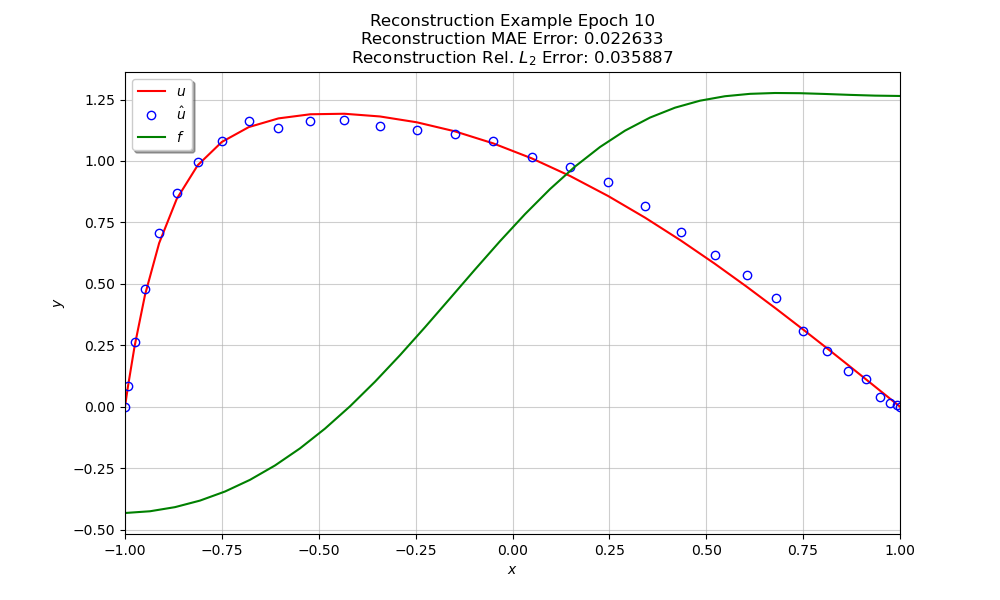 Reconstruction Example Epoch 10
Reconstruction MAE Error: 0.022633
Reconstruction Rel. L₂ Error: 0.035887
u
û
f
y
1.25
1.00
0.75
0.50
0.25
0.00
−0.25
−0.50
−1.00 −0.75 −0.50 −0.25 0.00 0.25 0.50 0.75 1.00
x